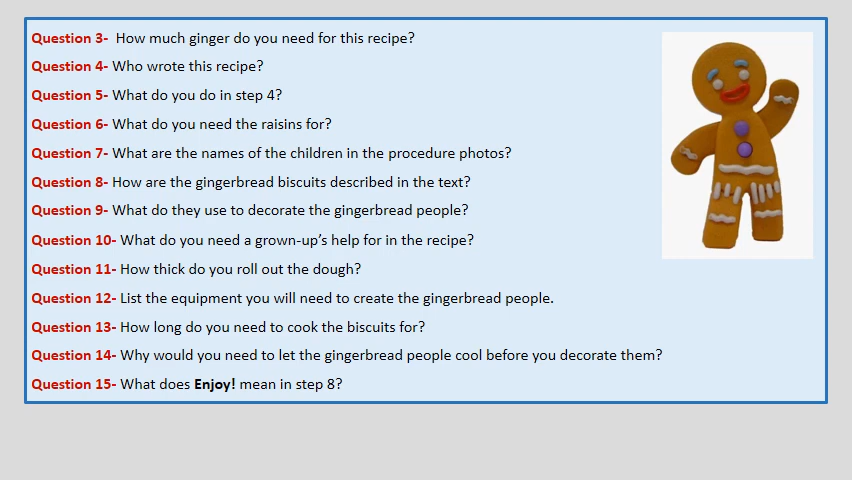 Question 3- How much ginger do you need for this recipe?
Question 4- Who wrote this recipe?
Question 5- What do you do in step 4?
Question 6- What do you need the raisins for?
Question 7- What are the names of the children in the procedure photos?
Question 8- How are the gingerbread biscuits described in the text?
Question 9- What do they use to decorate the gingerbread people?
Question 10- What do you need a grown-up's help for in the recipe?
Question 11- How thick do you roll out the dough?
Question 12- List the equipment you will need to create the gingerbread people.
Question 13- How long do you need to cook the biscuits for?
Question 14- Why would you need to let the gingerbread people cool before you decorate them?
Question 15- What does Enjoy! mean in step 8?